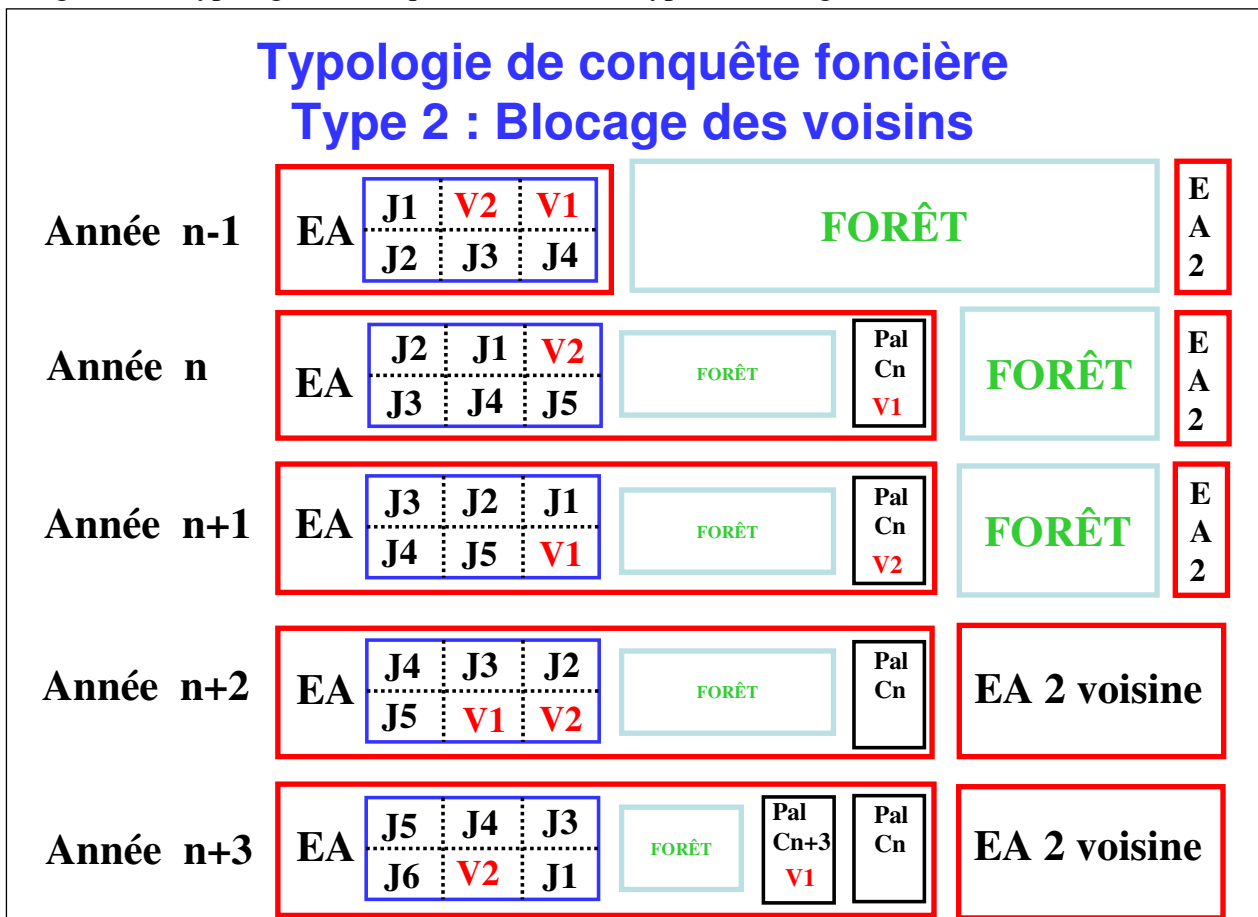 Typologie de conquête foncière
Type 2 : Blocage des voisins
Année n-1
EA
J1 V2 V1
J2 J3 J4
FORÊT
E
A
2
Année n
EA
J2 J1 V2
J3 J4 J5
FORÊT
Pal
Cn
V1
FORÊT
E
A
2
Année n+1
EA
J3 J2 J1
J4 J5 V1
FORÊT
Pal
Cn
V2
FORÊT
E
A
2
Année n+2
EA
J4 J3 J2
J5 V1 V2
FORÊT
Pal
Cn
EA 2 voisine
Année n+3
EA
J5 J4 J3
J6 V2 J1
FORÊT
Pal
Cn+3
V1
Pal
Cn
EA 2 voisine